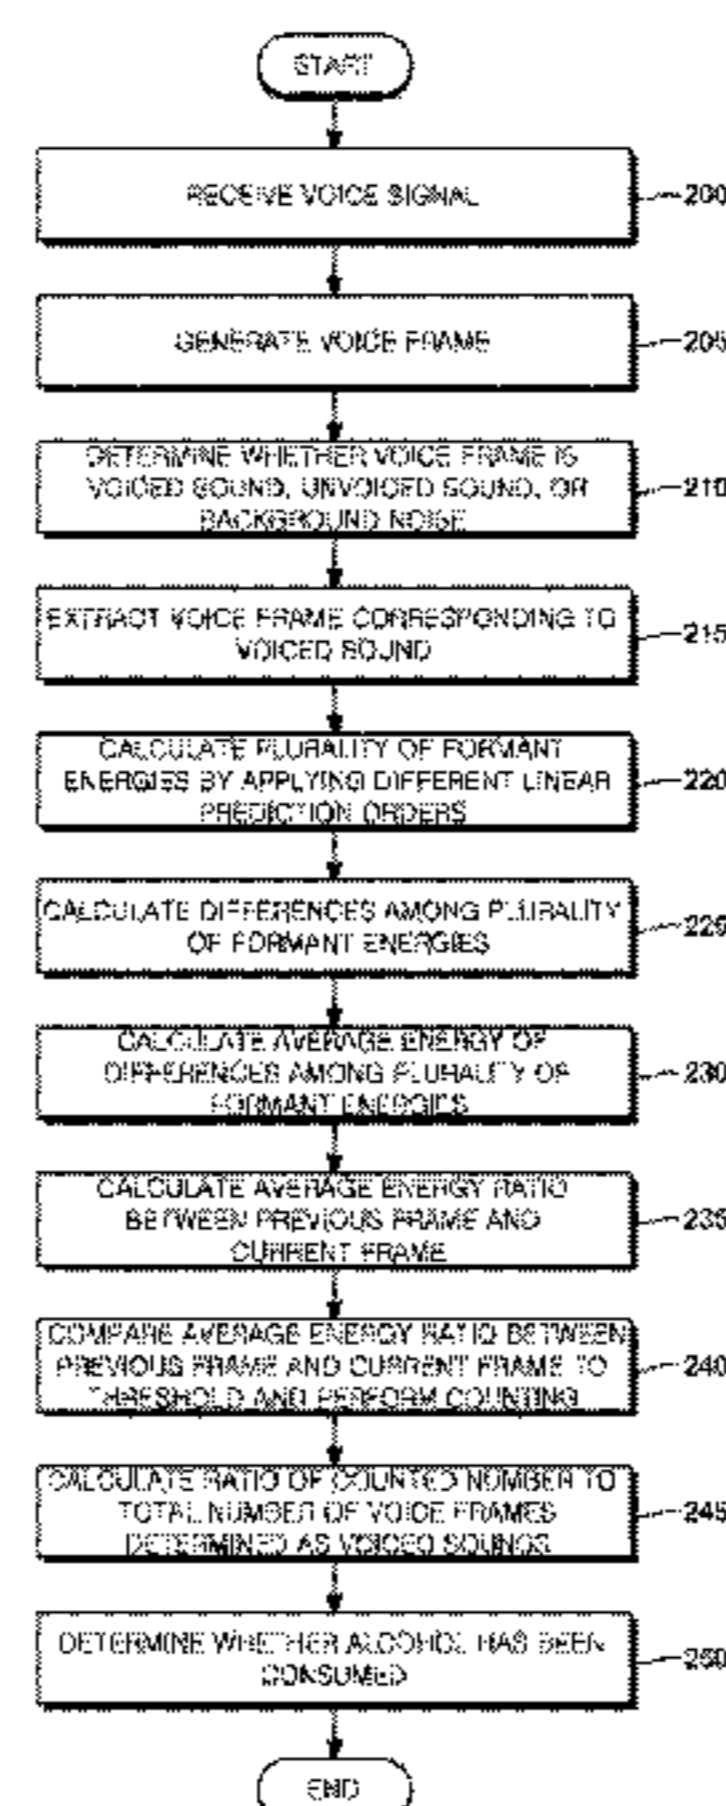 START
RECEIVE VOICE SIGNAL
200
GENERATE VOICE FRAME
205
DETERMINE WHETHER VOICE FRAME IS
VOICED SOUND, UNVOICED SOUND, OR
BACKGROUND NOISE
210
EXTRACT VOICE FRAME CORRESPONDING TO
VOICED SOUND
215
CALCULATE PLURALITY OF FORMANT
ENERGIES BY APPLYING DIFFERENT LINEAR
PREDICTION ORDERS
220
CALCULATE DIFFERENCES AMONG PLURALITY
OF FORMANT ENERGIES
225
CALCULATE AVERAGE ENERGY OF
DIFFERENCES AMONG PLURALITY OF
FORMANT ENERGIES
230
CALCULATE AVERAGE ENERGY RATIO
BETWEEN PREVIOUS FRAME AND
CURRENT FRAME
235
COMPARE AVERAGE ENERGY RATIO BETWEEN
PREVIOUS FRAME AND CURRENT FRAME TO
THRESHOLD AND PERFORM COUNTING
240
CALCULATE RATIO OF COUNTED NUMBER TO
TOTAL NUMBER OF VOICE FRAMES
DETERMINED AS VOICED SOUNDS
245
DETERMINE WHETHER ALCOHOL HAS BEEN
CONSUMED
250
END